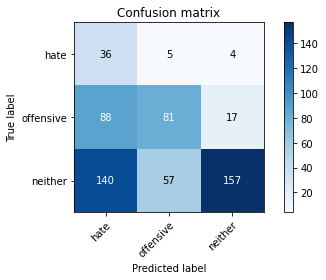 Confusion matrix
hate 36 5 4
offensive 88 81 17
neither 140 57 157
hate offensive neither
True label
Predicted label
140
120
100
80
60
40
20